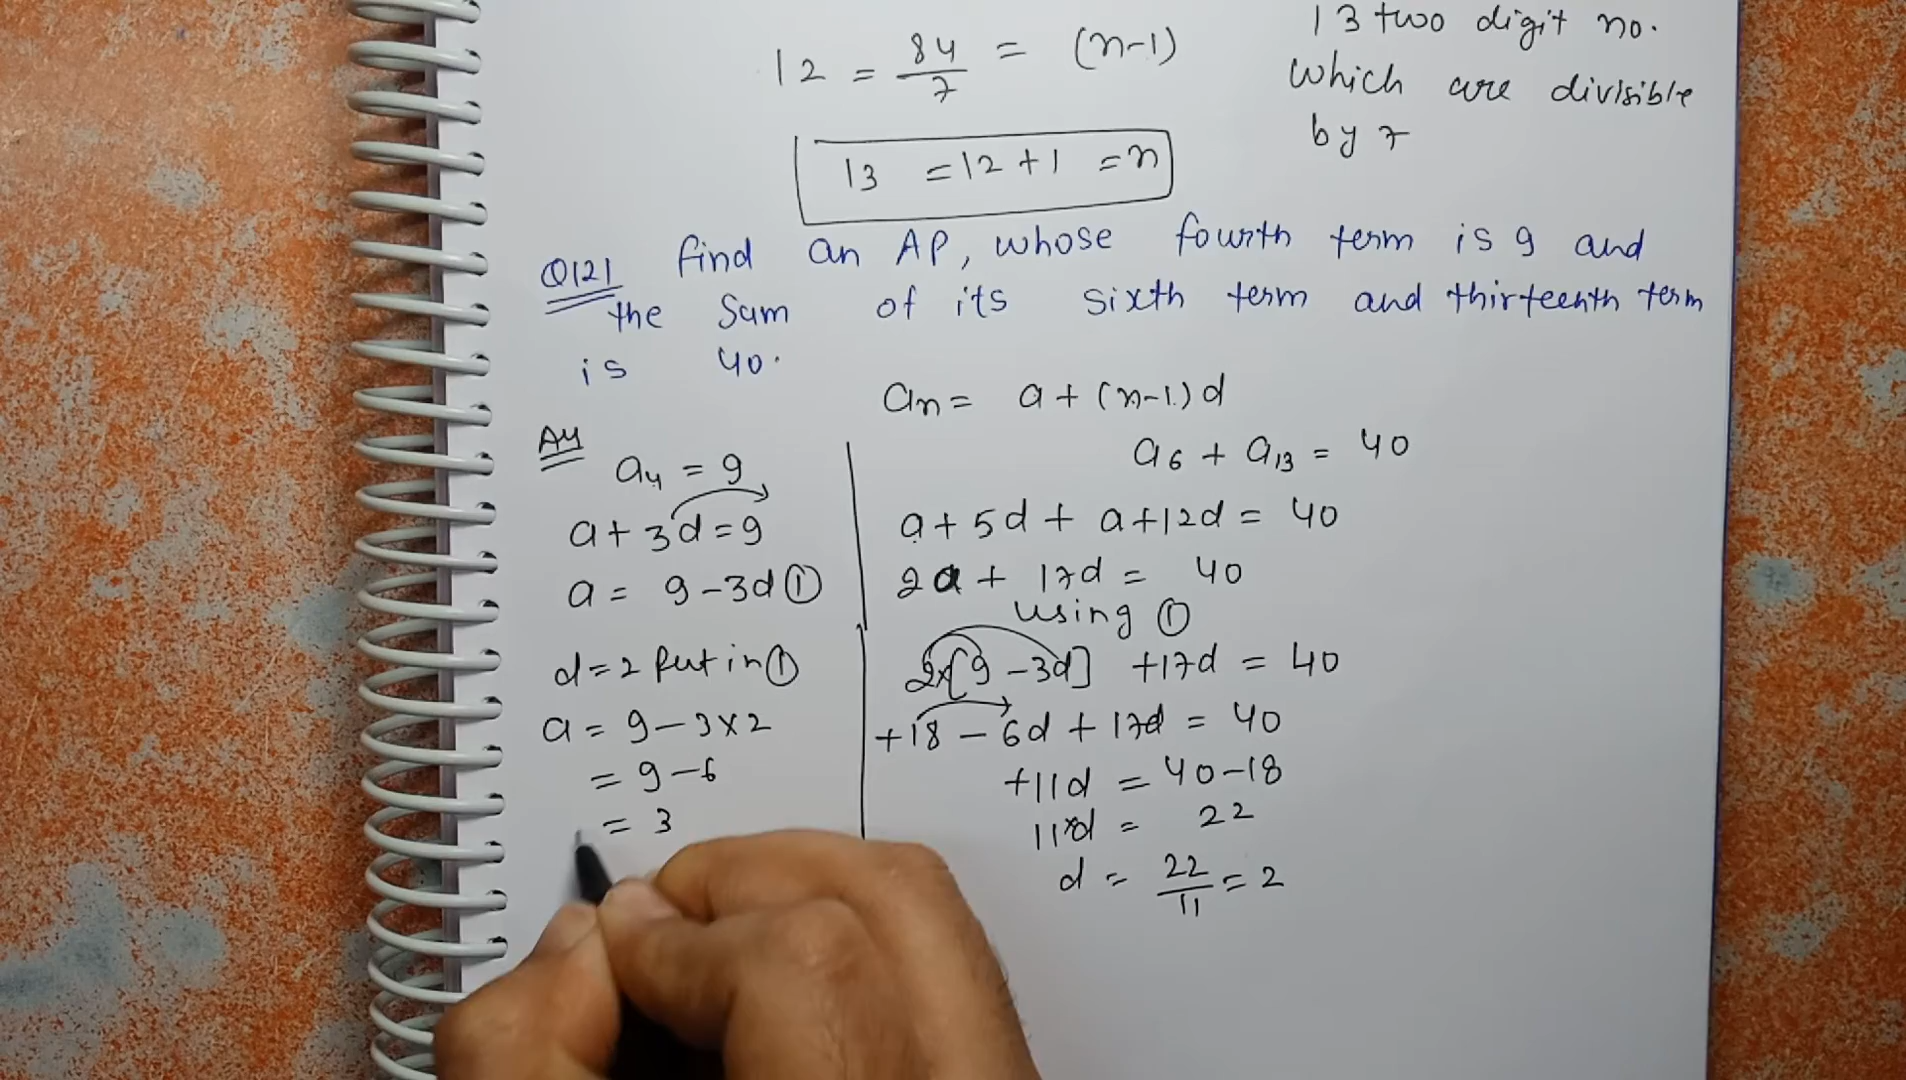 12 = 84/7 = (n-1)
13 = 12 + 1 = n
13 two digit no.
which are divisible
by 7
Q121 find an AP, whose fourth term is 9 and
the Sum of its sixth term and thirteenth term
is 40.
an = a + (n-1)d
A4
a4 = 9
a + 3d = 9
a = 9 - 3d ①
d = 2 Put in ①
a = 9 - 3 x 2
= 9 - 6
= 3
a6 + a13 = 40
a + 5d + a + 12d = 40
2a + 17d = 40
using ①
2x[9 - 3d] + 17d = 40
+18 - 6d + 17d = 40
+11d = 40 - 18
11xd = 22
d = 22/11 = 2